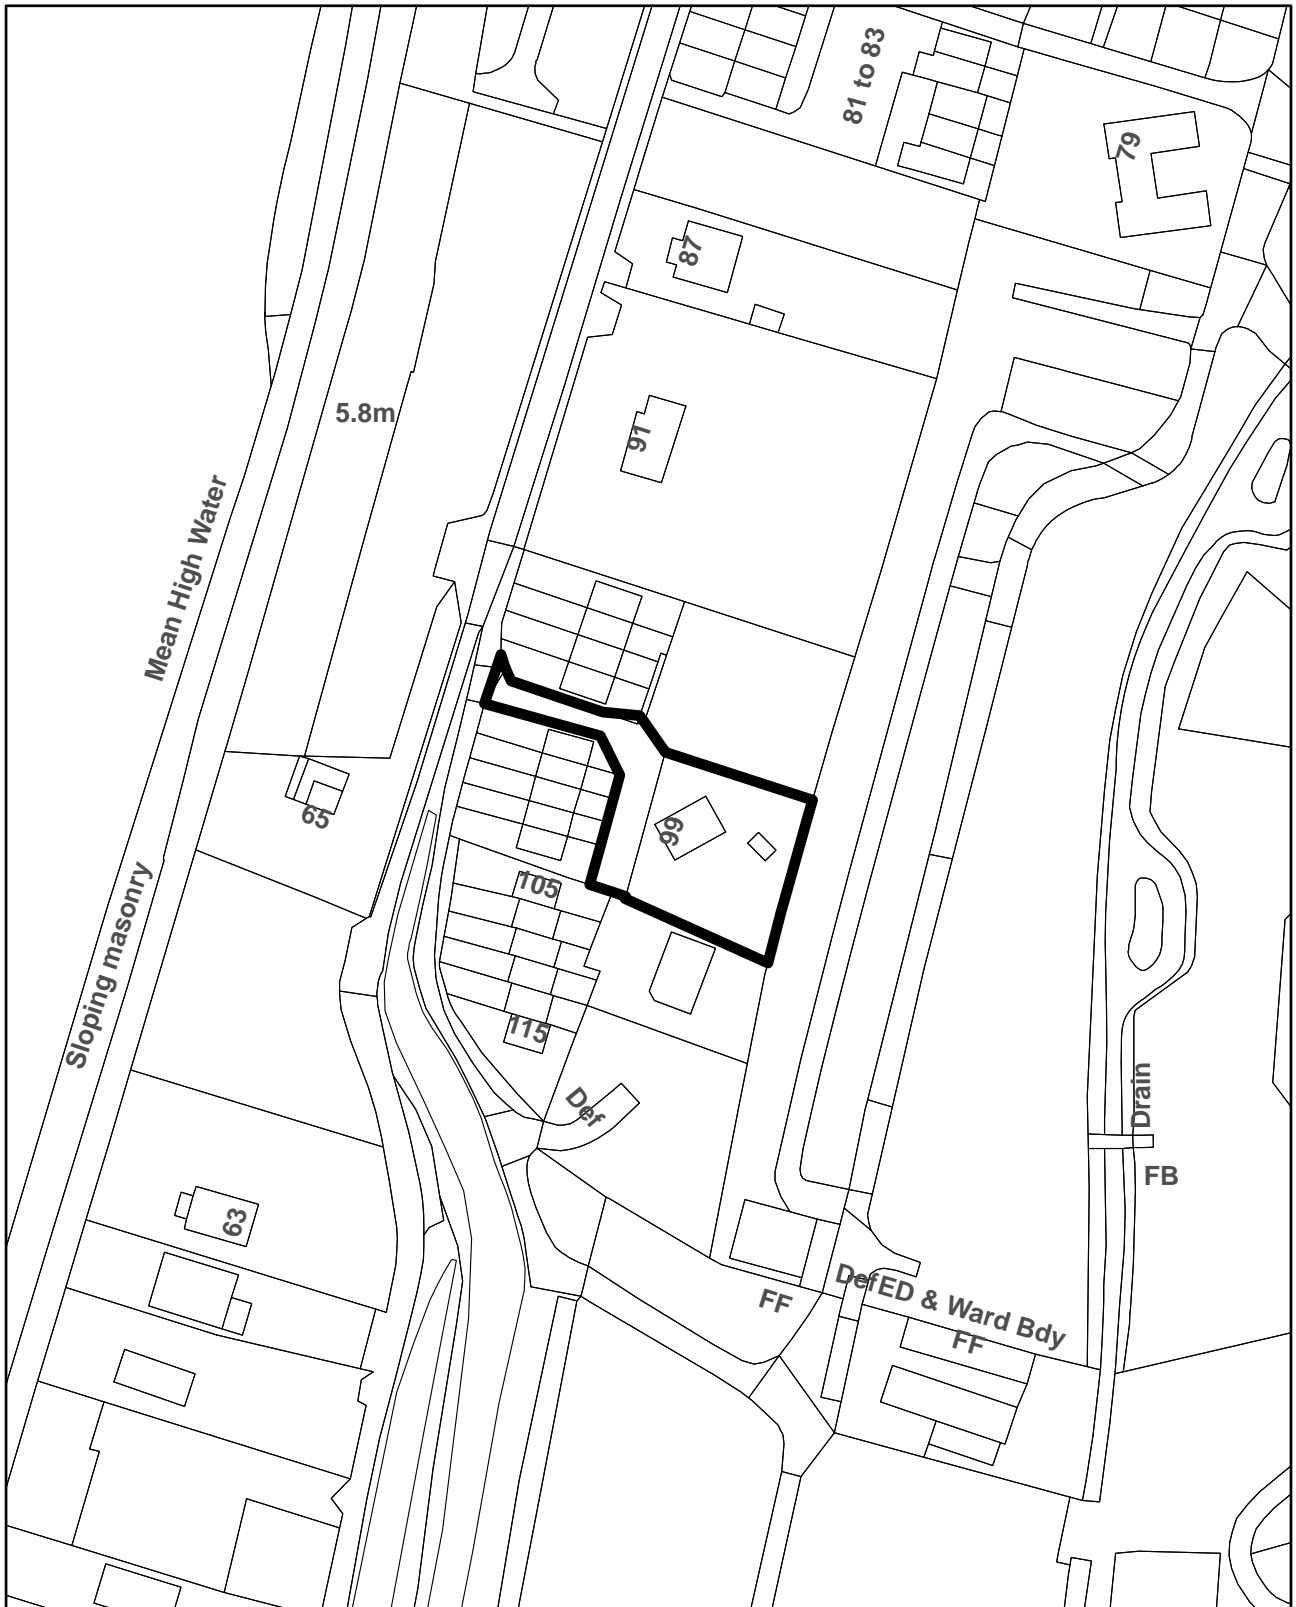 81 to 83
79
87
91
5.8m
Mean High Water
65
99
105
Sloping masonry
115
Def
Drain
FB
63
DefED & Ward Bdy
FF
FF